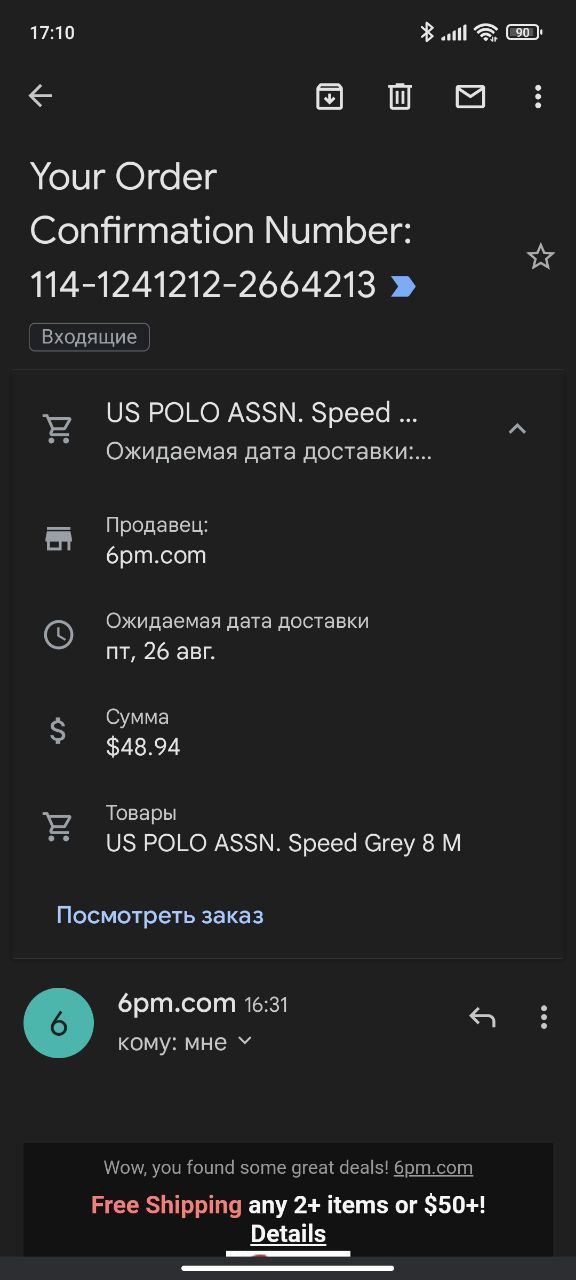 17:10
90
Your Order
Confirmation Number:
114-1241212-2664213
Входящие
US POLO ASSN. Speed ...
Ожидаемая дата доставки:...
Продавец:
6pm.com
Ожидаемая дата доставки
пт, 26 авг.
$
Сумма
$48.94
Товары
US POLO ASSN. Speed Grey 8 M
Посмотреть заказ
6
6pm.com 16:31
кому: мне
Wow, you found some great deals! 6pm.com
Free Shipping any 2+ items or $50+!
Details